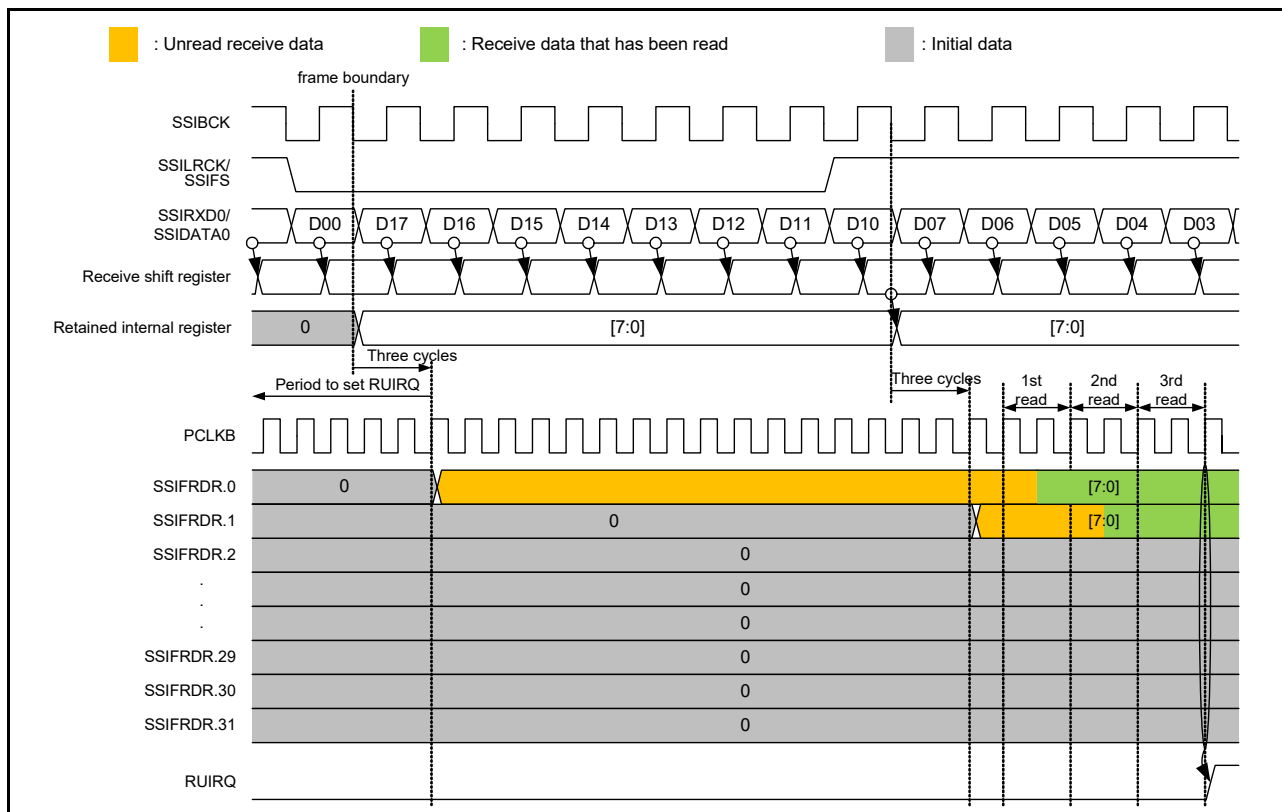 : Unread receive data
: Receive data that has been read
: Initial data
frame boundary
SSIBCK
SSILRCK/
SSIFS
SSIRXD0/
SSIDATA0
D00 D17 D16 D15 D14 D13 D12 D11 D10 D07 D06 D05 D04 D03
Receive shift register
Retained internal register
0 [7:0] [7:0]
Three cycles
Period to set RUIRQ
Three cycles
1st
read
2nd
read
3rd
read
PCLKB
SSIFRDR.0 0 [7:0]
SSIFRDR.1 0 [7:0]
SSIFRDR.2 0
. 0
.
. 0
SSIFRDR.29 0
SSIFRDR.30 0
SSIFRDR.31 0
RUIRQ